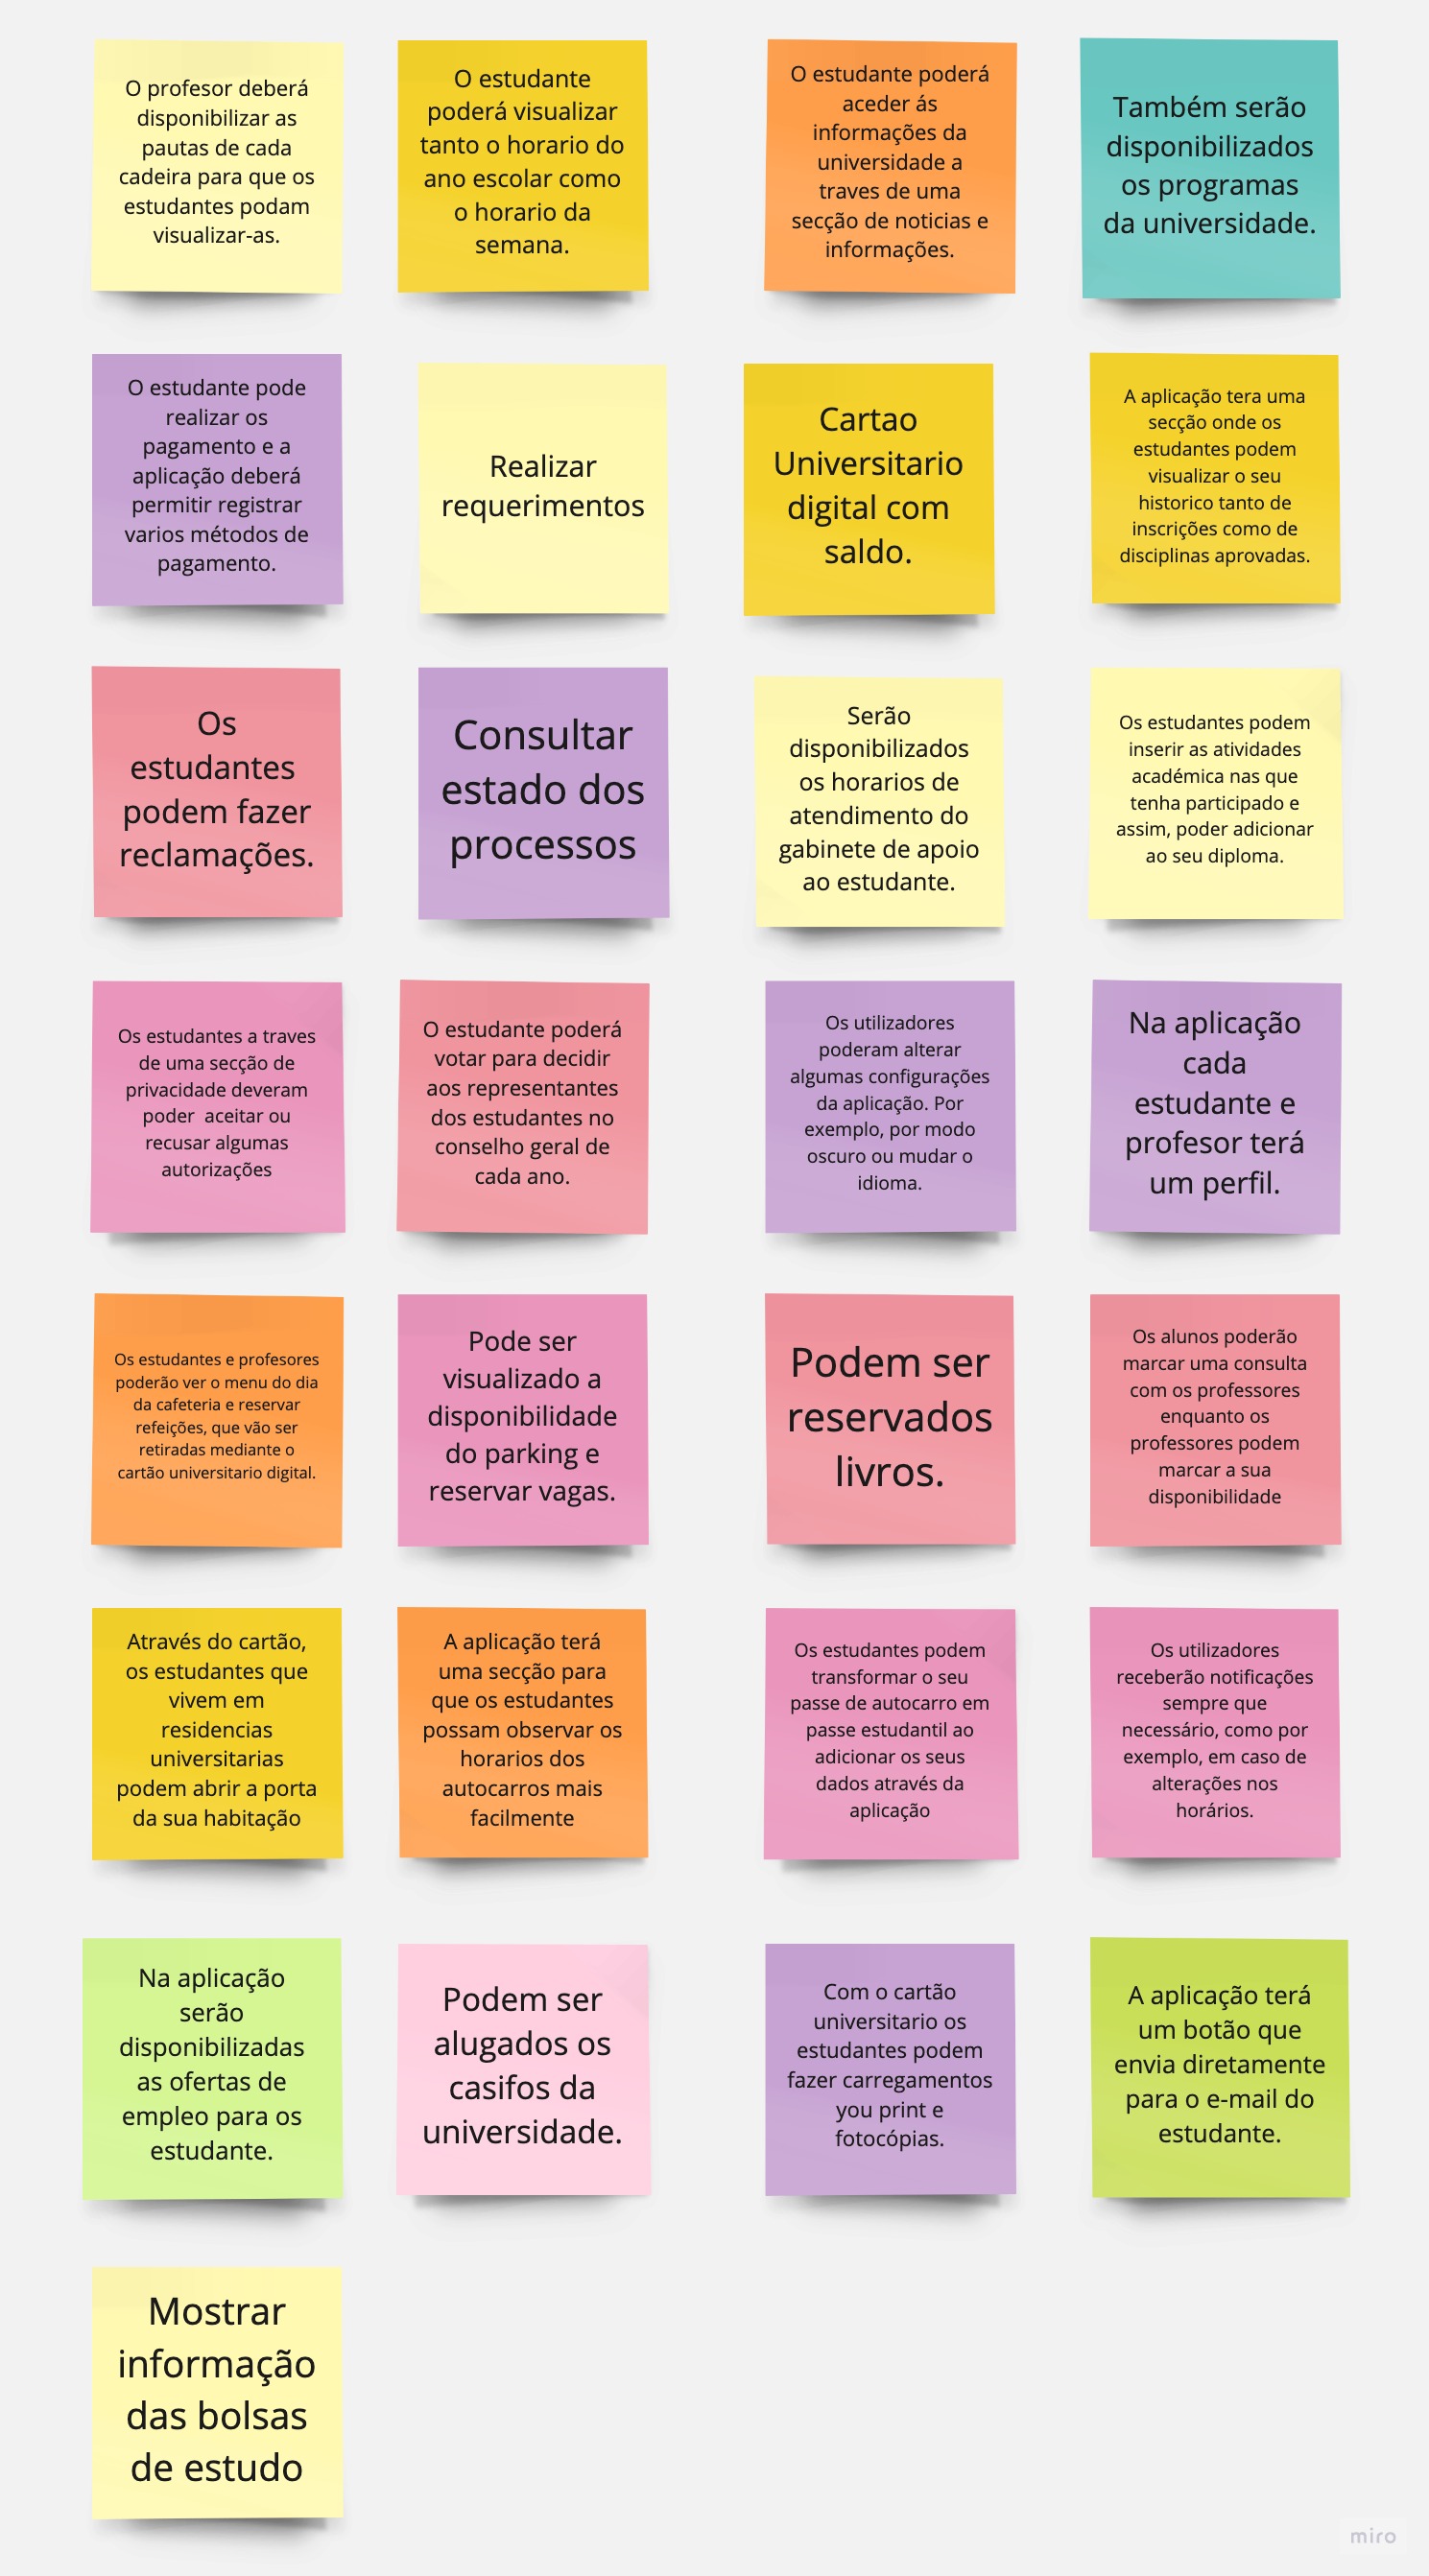 O profesor deberá
disponibilizar as
pautas de cada
cadeira para que os
estudantes podam
visualizar-as.
O estudante
poderá visualizar
tanto o horario do
ano escolar como
o horario da
semana.
O estudante poderá
aceder ás
informações da
universidade a
traves de uma
secção de noticias e
informações.
Também serão
disponibilizados
os programas
da universidade.
O estudante pode
realizar os
pagamento e a
aplicação deberá
permitir registrar
varios métodos de
pagamento.
Realizar
requerimentos
Cartao
Universitario
digital com
saldo.
A aplicação tera uma
secção onde os
estudantes podem
visualizar o seu
historico tanto de
inscrições como de
disciplinas aprovadas.
Os
estudantes
podem fazer
reclamações.
Consultar
estado dos
processos
Serão
disponibilizados
os horarios de
atendimento do
gabinete de apoio
ao estudante.
Os estudantes podem
inserir as atividades
académica nas que
tenha participado e
assim, poder adicionar
ao seu diploma.
Os estudantes a traves
de uma secção de
privacidade deveram
poder  aceitar ou
recusar algumas
autorizações
O estudante poderá
votar para decidir
aos representantes
dos estudantes no
conselho geral de
cada ano.
Os utilizadores
poderam alterar
algumas configurações
da aplicação. Por
exemplo, por modo
oscuro ou mudar o
idioma.
Na aplicação
cada
estudante e
profesor terá
um perfil.
Os estudantes e profesores
poderão ver o menu do dia
da cafeteria e reservar
refeições, que vão ser
retiradas mediante o
cartão universitario digital.
Pode ser
visualizado a
disponibilidade
do parking e
reservar vagas.
Podem ser
reservados
livros.
Os alunos poderão
marcar uma consulta
com os professores
enquanto os
professores podem
marcar a sua
disponibilidade
Através do cartão,
os estudantes que
vivem em
residencias
universitarias
podem abrir a porta
da sua habitação
A aplicação terá
uma secção para
que os estudantes
possam observar os
horarios dos
autocarros mais
facilmente
Os estudantes podem
transformar o seu
passe de autocarro em
passe estudantil ao
adicionar os seus
dados através da
aplicação
Os utilizadores
receberão notificações
sempre que
necessário, como por
exemplo, em caso de
alterações nos
horários.
Na aplicação
serão
disponibilizadas
as ofertas de
empleo para os
estudante.
Podem ser
alugados os
casifos da
universidade.
Com o cartão
universitario os
estudantes podem
fazer carregamentos
you print e
fotocópias.
A aplicação terá
um botão que
envia diretamente
para o e-mail do
estudante.
Mostrar
informação
das bolsas
de estudo
miro